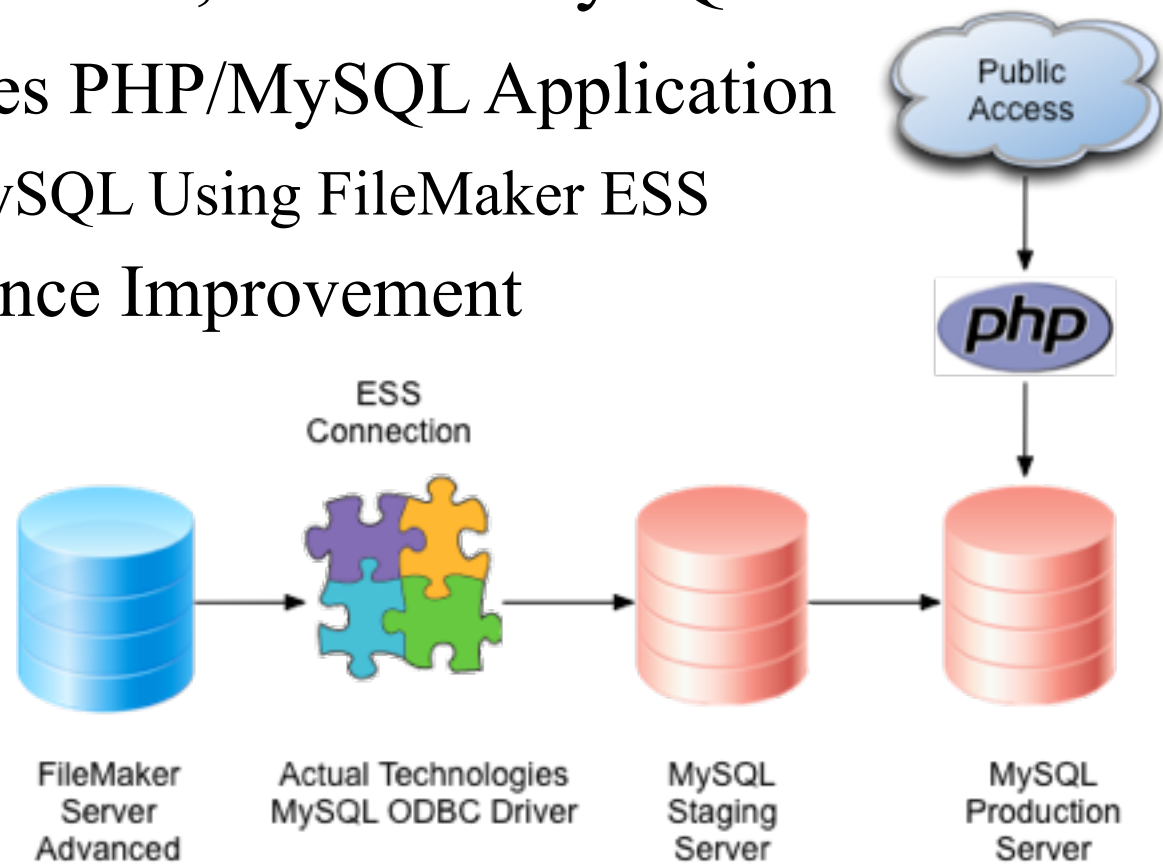 es PHP/MySQL Application
ySQL Using FileMaker ESS
nce Improvement
Public
Access
php
ESS
Connection
FileMaker
Server
Advanced
Actual Technologies
MySQL ODBC Driver
MySQL
Staging
Server
MySQL
Production
Server